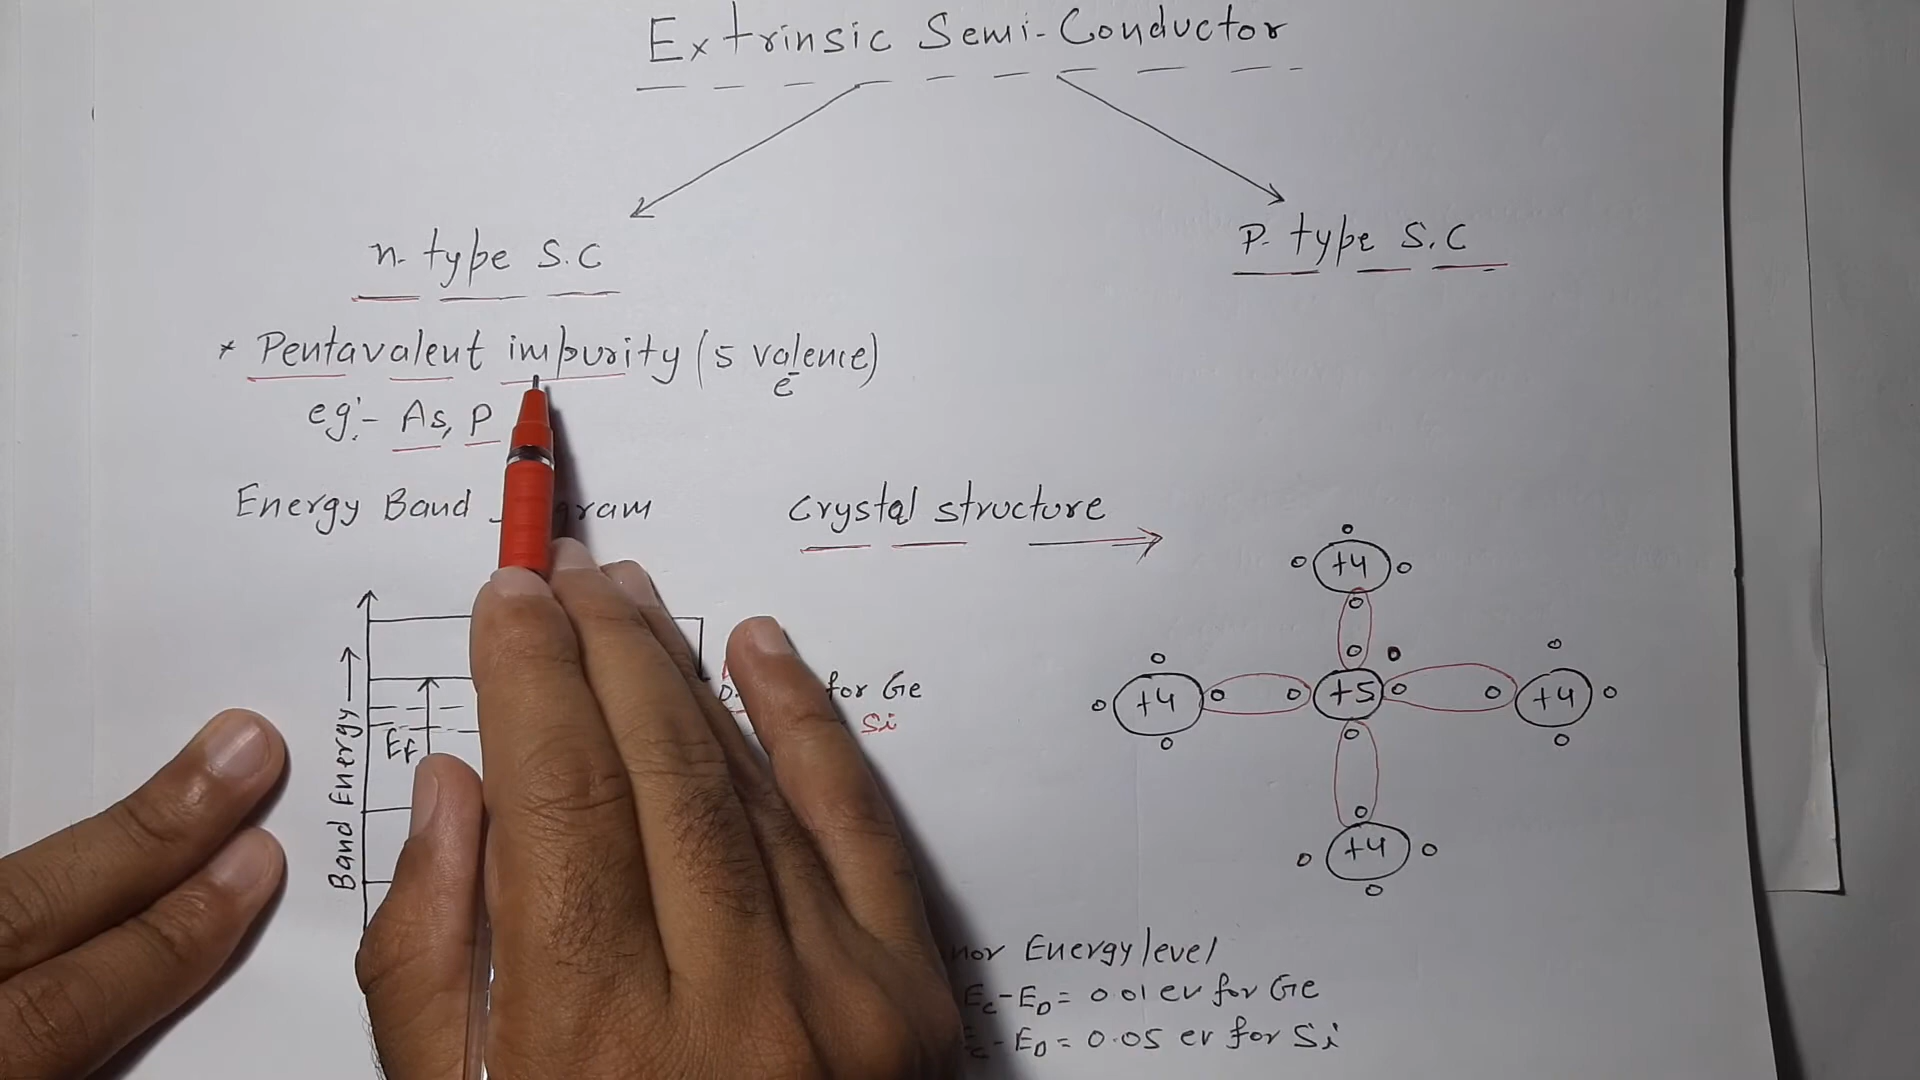 Extrinsic Semi-Conductor
n-type S.C
P-type S.C
* Pentavalent impurity (5 valence)
e⁻
eg:- As, P
Energy Band
Crystal structure
+4
+4
+5
+4
+4
Band Energy
EF
for Ge
Si
Energy level
Ec-ED = 0.01 ev for Ge
-ED = 0.05 ev for Si